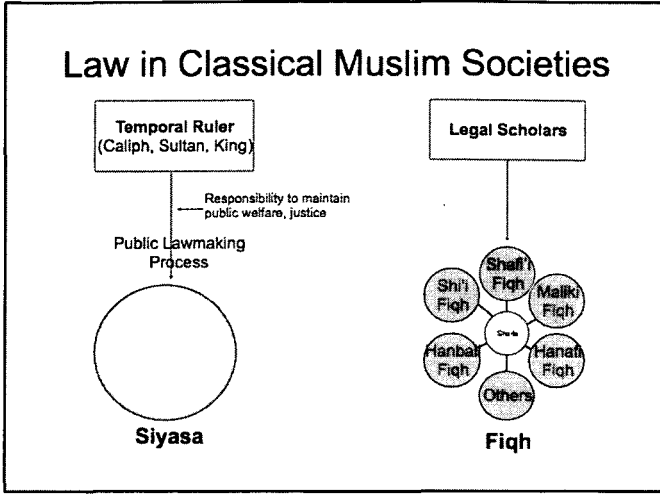 Law in Classical Muslim Societies
Temporal Ruler
(Caliph, Sultan, King)
Responsibility to maintain
public welfare, justice
Public Lawmaking
Process
Siyasa
Legal Scholars
Shafi'i
Fiqh
Shi'i
Fiqh
Maliki
Fiqh
Hanbali
Fiqh
Hanafi
Fiqh
Others
Fiqh